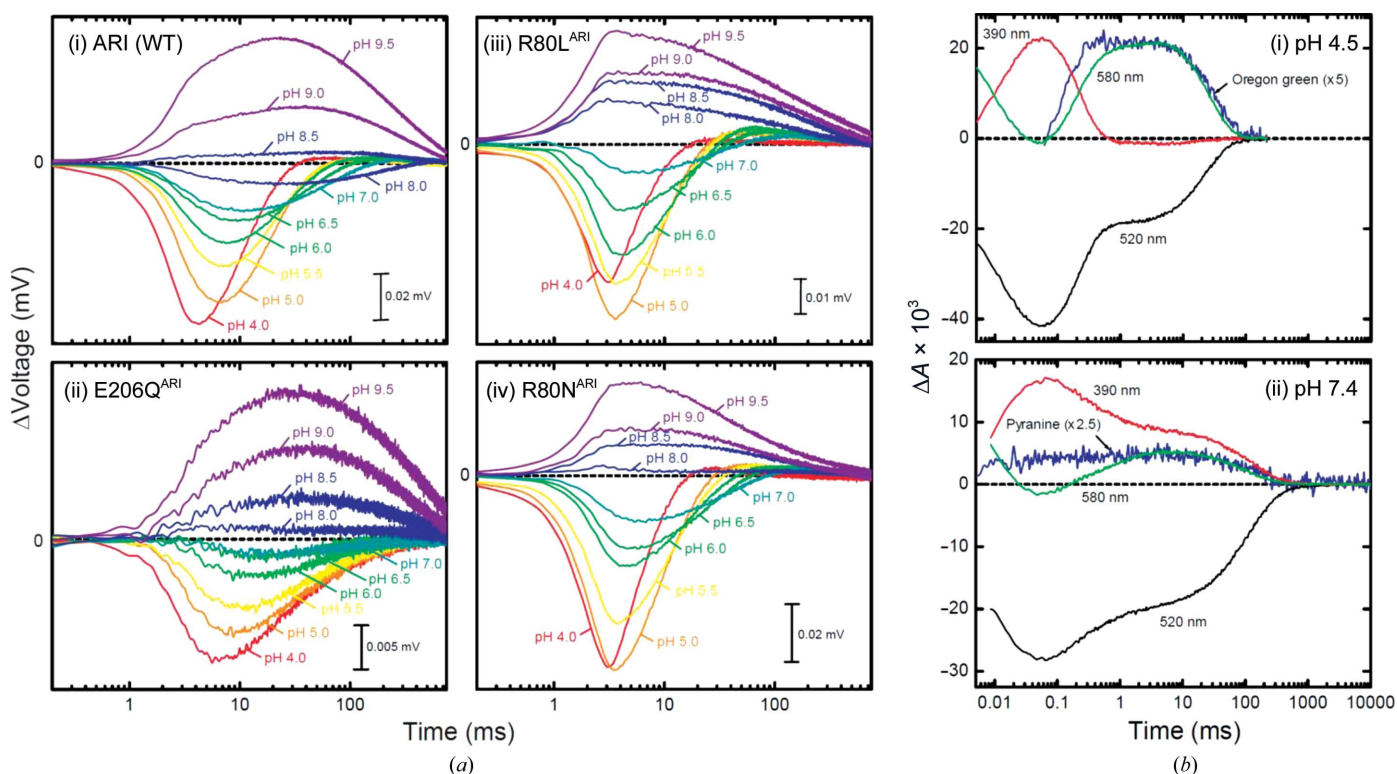 (i) ARI (WT)
pH 9.5
pH 9.0
pH 8.5
0
pH 8.0
pH 7.0
pH 6.5
pH 6.0
pH 5.5
pH 5.0
pH 4.0
0.02 mV
(iii) R80L^ARI
pH 9.5
pH 9.0
pH 8.5
pH 8.0
0
pH 7.0
pH 6.5
pH 6.0
pH 5.5
pH 4.0
pH 5.0
0.01 mV
ΔVoltage (mV)
(ii) E206Q^ARI
pH 9.5
pH 9.0
pH 8.5
pH 8.0
0
pH 7.0
pH 6.5
pH 6.0
pH 5.5
pH 5.0
pH 4.0
0.005 mV
1 10 100
(iv) R80N^ARI
pH 9.5
pH 9.0
pH 8.5
pH 8.0
0
pH 7.0
pH 6.5
pH 6.0
pH 5.5
pH 4.0
pH 5.0
0.02 mV
1 10 100
Time (ms)
(a)
(i) pH 4.5
390 nm
580 nm
Oregon green (x5)
520 nm
20
0
−20
−40
ΔA × 10³
(ii) pH 7.4
390 nm
Pyranine (x2.5)
580 nm
520 nm
20
10
0
−10
−20
−30
0.01 0.1 1 10 100 1000 10000
Time (ms)
(b)